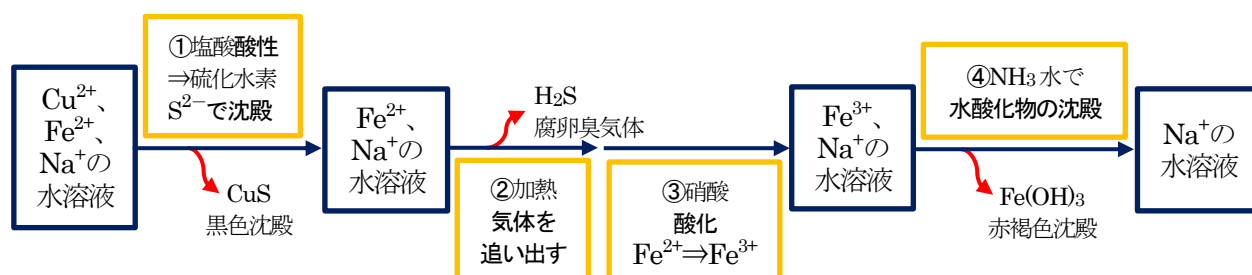 Cu²⁺、
Fe²⁺、
Na⁺の
水溶液
①塩酸酸性
⇒硫化水素
S²⁻で沈殿
CuS
黒色沈殿
Fe²⁺、
Na⁺の
水溶液
H₂S
腐卵臭気体
②加熱
気体を
追い出す
③硝酸
酸化
Fe²⁺⇒Fe³⁺
Fe³⁺、
Na⁺の
水溶液
④NH₃水で
水酸化物の沈殿
Fe(OH)₃
赤褐色沈殿
Na⁺の
水溶液